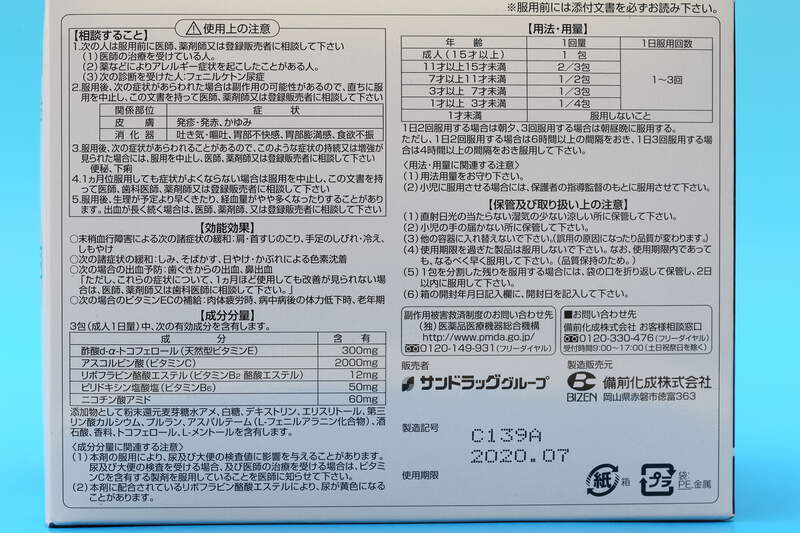 ※服用前には添付文書を必ずお読み下さい。
⚠使用上の注意
【相談すること】
1.次の人は服用前に医師、薬剤師又は登録販売者に相談して下さい
(1)医師の治療を受けている人。
(2)薬などによりアレルギー症状を起こしたことがある人。
(3)次の診断を受けた人:フェニルケトン尿症
2.服用後、次の症状があらわれた場合は副作用の可能性があるので、直ちに服
用を中止し、この文書を持って医師、薬剤師又は登録販売者に相談して下さい
関係部位 症状
皮膚 発疹・発赤、かゆみ
消化器 吐き気・嘔吐、胃部不快感、胃部膨満感、食欲不振
3.服用後、次の症状があらわれることがあるので、このような症状の持続又は増強が
見られた場合には、服用を中止し、医師、薬剤師又は登録販売者に相談して下さい
便秘、下痢
4.1ヵ月位服用しても症状がよくならない場合は服用を中止し、この文書を持
って医師、歯科医師、薬剤師又は登録販売者に相談して下さい
5.服用後、生理が予定より早くきたり、経血量がやや多くなったりすることがあり
ます。出血が長く続く場合は、医師、薬剤師又は登録販売者に相談して下さい。
【効能効果】
○末梢血行障害による次の諸症状の緩和:肩・首すじのこり、手足のしびれ・冷え、
しもやけ
○次の諸症状の緩和:しみ、そばかす、日やけ・かぶれによる色素沈着
○次の場合の出血予防:歯ぐきからの出血、鼻出血
「ただし、これらの症状について、1ヵ月ほど使用しても改善が見られない場合
は、医師、薬剤師又は歯科医師に相談して下さい。」
○次の場合のビタミンECの補給:肉体疲労時、病中病後の体力低下時、老年期
【成分分量】
3包(成人1日量)中、次の有効成分を含有します。
成分 含有
酢酸d-α-トコフェロール(天然型ビタミンE) 300mg
アスコルビン酸(ビタミンC) 2000mg
リボフラビン酪酸エステル(ビタミンB2 酪酸エステル) 12mg
ピリドキシン塩酸塩(ビタミンB6) 50mg
ニコチン酸アミド 60mg
添加物として粉末還元麦芽糖水アメ、白糖、デキストリン、エリスリトール、第三
リン酸カルシウム、プルラン、アスパルテーム(L-フェニルアラニン化合物)、酒
石酸、香料、トコフェロール、L-メントールを含有します。
〈成分分量に関連する注意〉
(1)本剤の服用により、尿及び大便の検査値に影響を与えることがあります。
尿及び大便の検査を受ける場合、及び医師の治療を受ける場合は、ビタミ
ンCを含有する製剤を服用していることを医師に知らせて下さい。
(2)本剤に配合されているリボフラビン酪酸エステルにより、尿が黄色になる
ことがあります。
【用法・用量】
年齢 1回量 1日服用回数
成人(15才以上) 1包 1〜3回
11才以上15才未満 2/3包
7才以上11才未満 1/2包
3才以上 7才未満 1/3包
1才以上 3才未満 1/4包
1才未満 服用しないこと
1日2回服用する場合は朝夕、3回服用する場合は朝昼晩に服用する。
ただし、1日2回服用する場合は6時間以上の間隔をおき、1日3回服用する場
合は4時間以上の間隔をおき服用して下さい。
〈用法・用量に関連する注意〉
(1)用法用量をお守り下さい。
(2)小児に服用させる場合には、保護者の指導監督のもとに服用させて下さい。
【保管及び取り扱い上の注意】
(1)直射日光の当たらない湿気の少ない涼しい所に保管して下さい。
(2)小児の手の届かない所に保管して下さい。
(3)他の容器に入れ替えないで下さい。(誤用の原因になったり品質が変わります。)
(4)使用期限を過ぎた製品は服用しないで下さい。なお、使用期限内であって
も、なるべく早く服用して下さい。(品質保持のため。)
(5)1包を分割した残りを服用する場合には、袋の口を折り返して保管し、2日
以内に服用して下さい。
(6)箱の開封年月日記入欄に、開封日を記入して下さい。
副作用被害救済制度のお問い合わせ先
(独)医薬品医療機器総合機構
http://www.pmda.go.jp/
0120-149-931(フリーダイヤル)
■お問い合わせ
備前化成株式会社 お客様相談窓口
0120-330-476(フリーダイヤル)
受付時間9:00〜17:00(土日祝祭日を除く)
販売者
サンドラッググループ
製造販売元
BIZEN
備前化成株式会社
岡山県赤磐市徳富363
製造記号
C139A
2020.07
使用期限
紙 箱
プラ 袋:
PE,金属